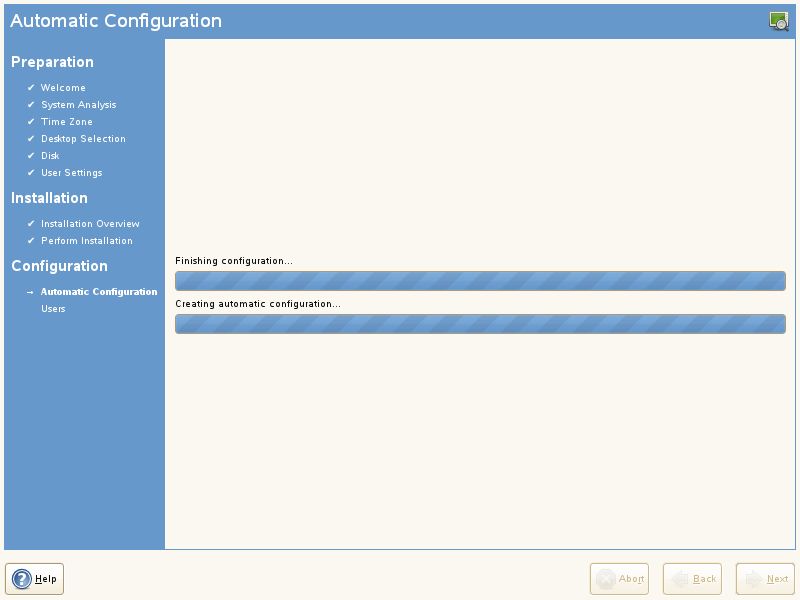 Automatic Configuration
Preparation
✔ Welcome
✔ System Analysis
✔ Time Zone
✔ Desktop Selection
✔ Disk
✔ User Settings
Installation
✔ Installation Overview
✔ Perform Installation
Configuration
→ Automatic Configuration
Users
Finishing configuration...
Creating automatic configuration...
Help
Abort
Back
Next